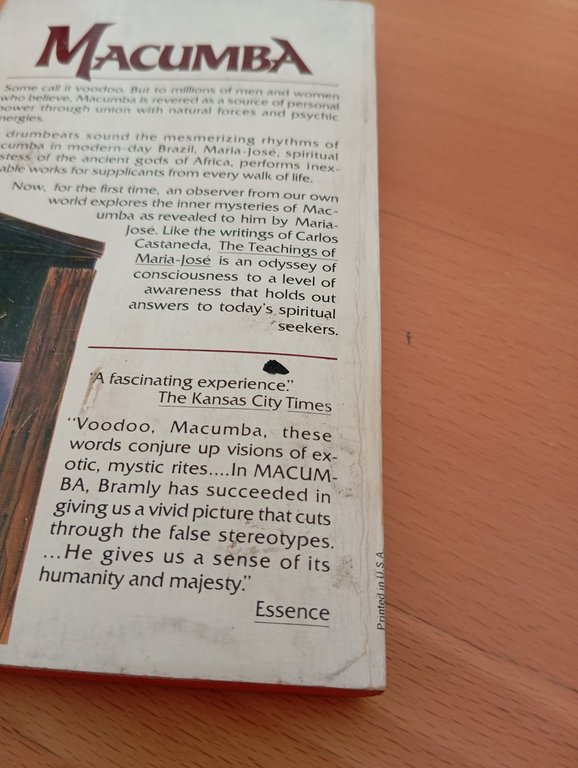 MACUMBA
Some call it voodoo. But to millions of men and women
who believe, Macumba is revered as a source of personal
power through union with natural forces and psychic
nergies.
drumbeats sound the mesmerizing rhythms of
cumba in modern-day Brazil, Maria-José, spiritual
stess of the ancient gods of Africa, performs inex-
able works for supplicants from every walk of life.
Now, for the first time, an observer from our own
world explores the inner mysteries of Mac-
umba as revealed to him by Maria-
José. Like the writings of Carlos
Castaneda, The Teachings of
Maria-José is an odyssey of
consciousness to a level of
awareness that holds out
answers to today's spiritual
seekers.
"A fascinating experience."
The Kansas City Times
"Voodoo, Macumba, these
words conjure up visions of ex-
otic, mystic rites....In MACUM-
BA, Bramly has succeeded in
giving us a vivid picture that cuts
through the false stereotypes.
...He gives us a sense of its
humanity and majesty."
Essence
Printed in U.S.A.